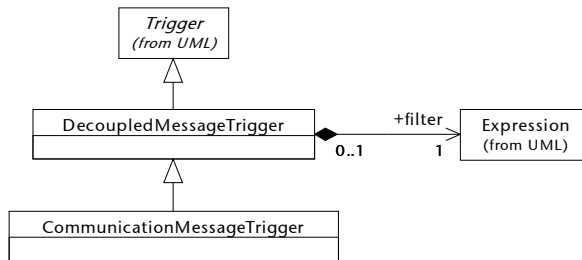 Trigger
(from UML)
DecoupledMessageTrigger
+filter
0..1
1
Expression
(from UML)
CommunicationMessageTrigger